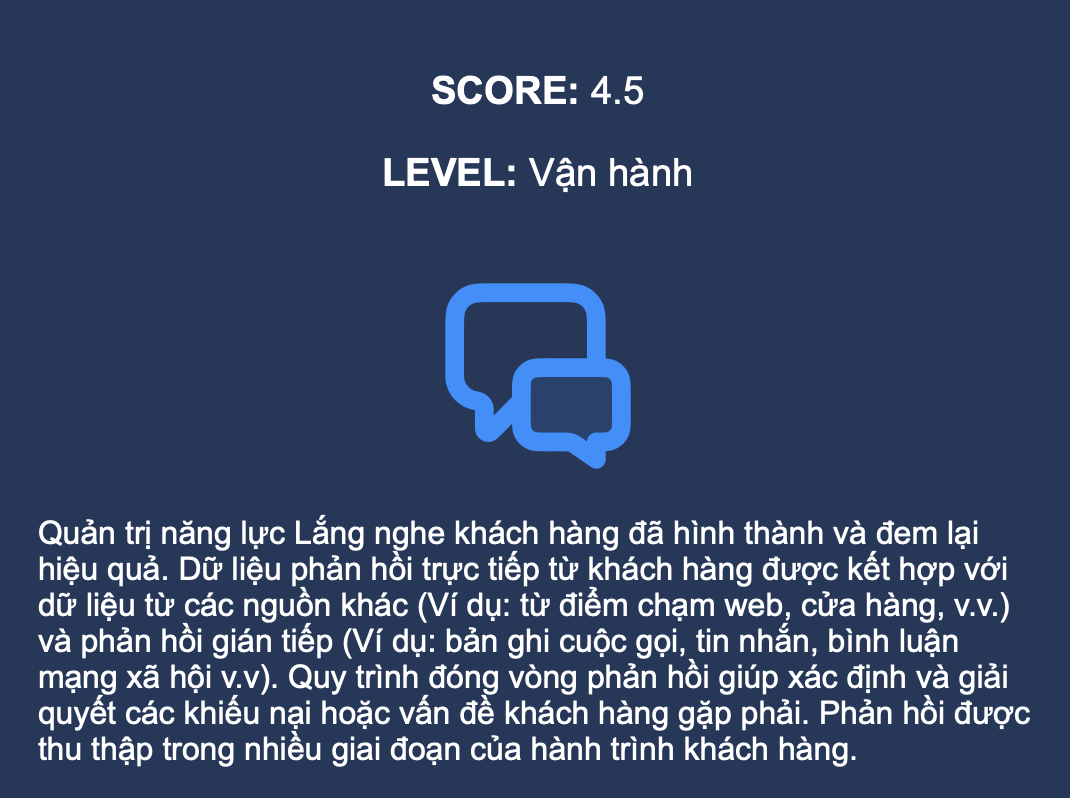 SCORE: 4.5
LEVEL: Vận hành
Quản trị năng lực Lắng nghe khách hàng đã hình thành và đem lại
hiệu quả. Dữ liệu phản hồi trực tiếp từ khách hàng được kết hợp với
dữ liệu từ các nguồn khác (Ví dụ: từ điểm chạm web, cửa hàng, v.v.)
và phản hồi gián tiếp (Ví dụ: bản ghi cuộc gọi, tin nhắn, bình luận
mạng xã hội v.v). Quy trình đóng vòng phản hồi giúp xác định và giải
quyết các khiếu nại hoặc vấn đề khách hàng gặp phải. Phản hồi được
thu thập trong nhiều giai đoạn của hành trình khách hàng.